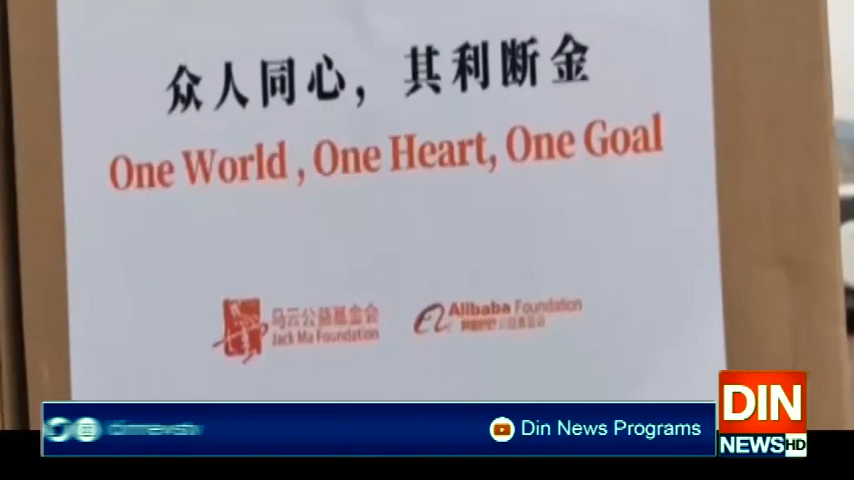 众人同心，其利断金
One World , One Heart, One Goal
马云公益基金会
Jack Ma Foundation
Alibaba Foundation
dinnewstv
Din News Programs
DIN
NEWS HD